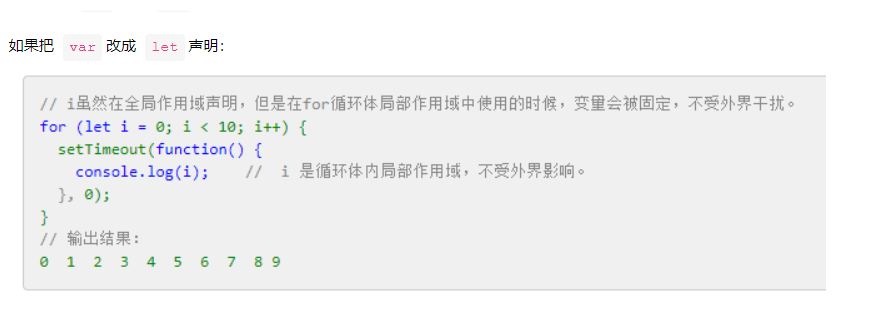 如果把 var 改成 let 声明：
// i虽然在全局作用域声明，但是在for循环体局部作用域中使用的时候，变量会被固定，不受外界干扰。
for (let i = 0; i < 10; i++) {
  setTimeout(function() {
    console.log(i);    //  i 是循环体内局部作用域，不受外界影响。
  }, 0);
}
// 输出结果：
0  1  2  3  4  5  6  7  8 9